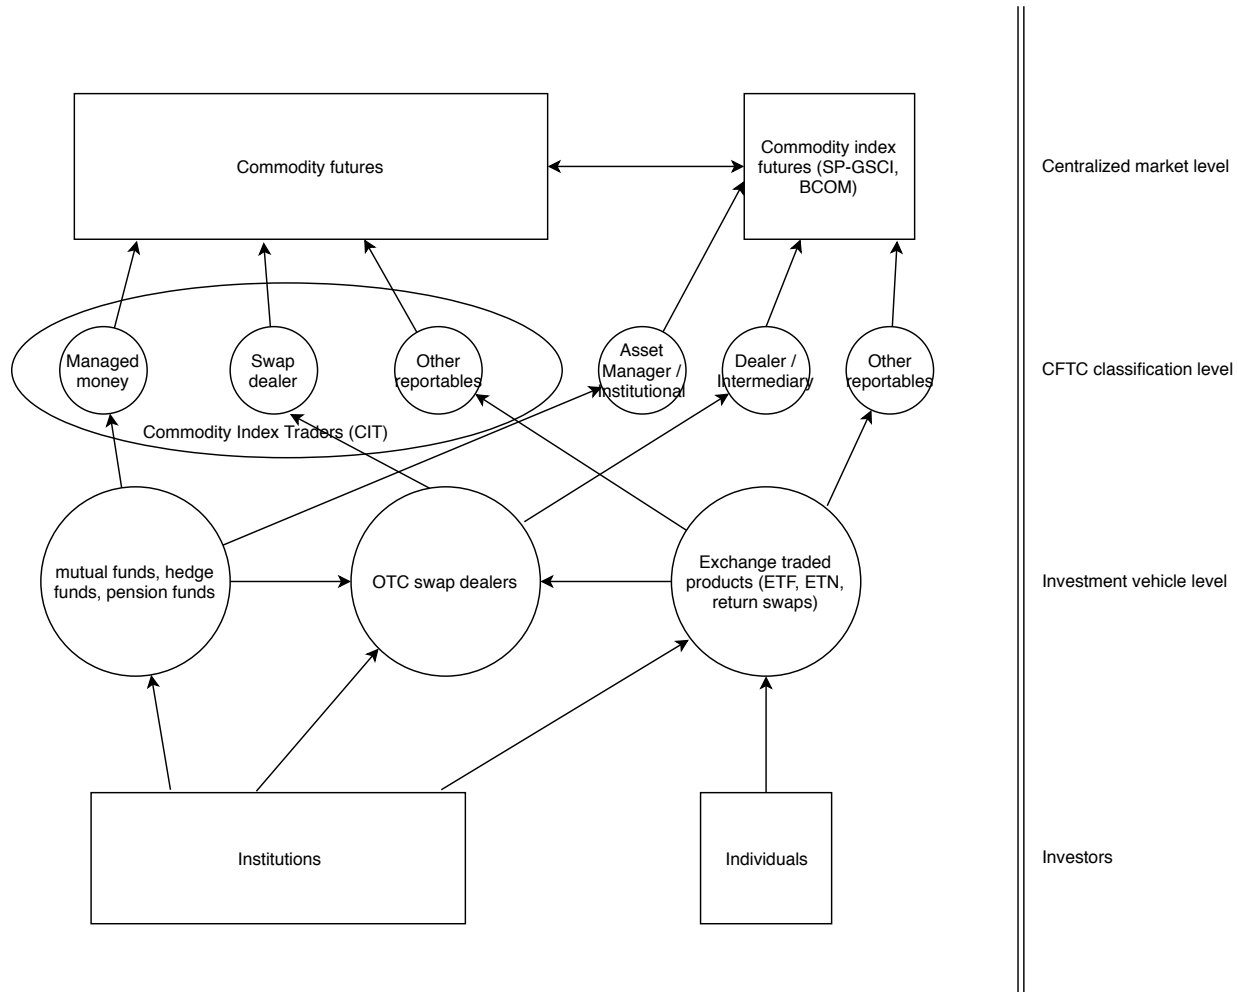 Commodity futures
Commodity index
futures (SP-GSCI,
BCOM)
Centralized market level
Managed
money
Swap
dealer
Other
reportables
Asset
Manager /
Institutional
Dealer /
Intermediary
Other
reportables
CFTC classification level
Commodity Index Traders (CIT)
mutual funds, hedge
funds, pension funds
OTC swap dealers
Exchange traded
products (ETF, ETN,
return swaps)
Investment vehicle level
Institutions
Individuals
Investors